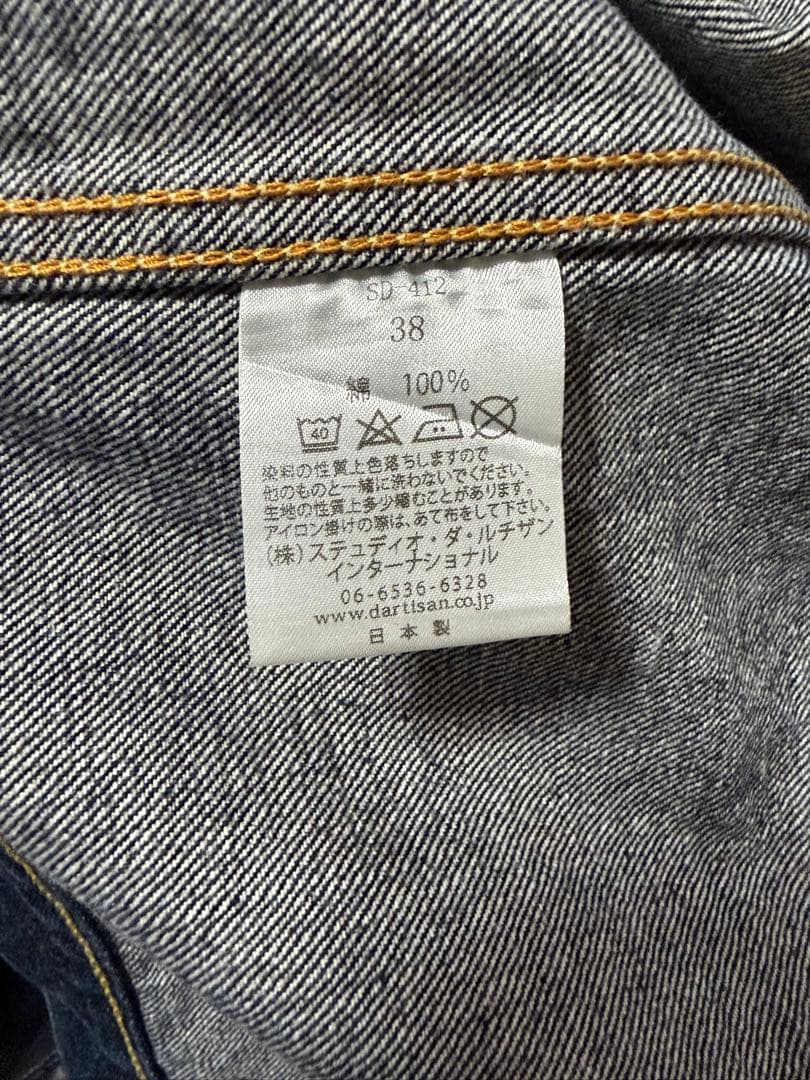 SD-412
38
綿 100%
40
染料の性質上色落ちしますので
他のものと一緒に洗わないでください。
生地の性質上多少縮むことがあります。
アイロン掛けの際は、あて布をして下さい。
(株)ステュディオ・ダ・ルチザン
インターナショナル
06-6536-6328
www.dartisan.co.jp
日本製